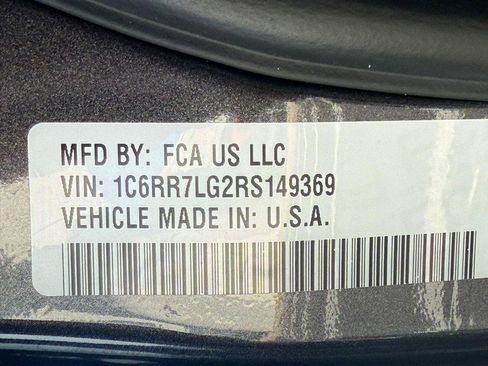 MFD BY: FCA US LLC
VIN: 1C6RR7LG2RS149369
VEHICLE MADE IN: U.S.A.